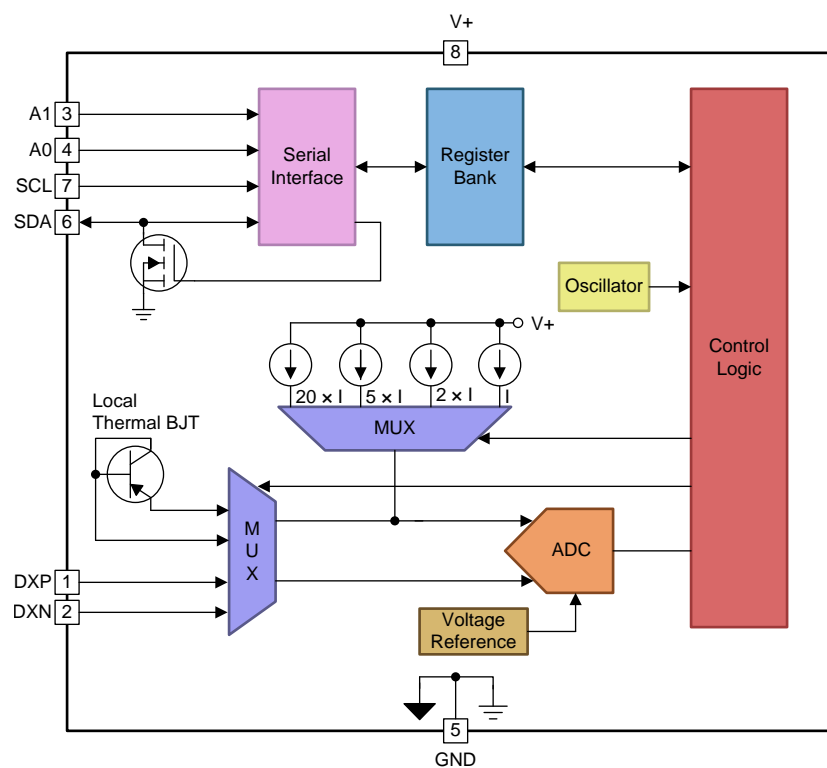 V+
8
A1 3
A0 4
SCL 7
SDA 6
Serial
Interface
Register
Bank
Oscillator
Control
Logic
V+
20 × I
5 × I
2 × I
I
MUX
Local
Thermal BJT
M
U
X
ADC
DXP 1
DXN 2
Voltage
Reference
5
GND